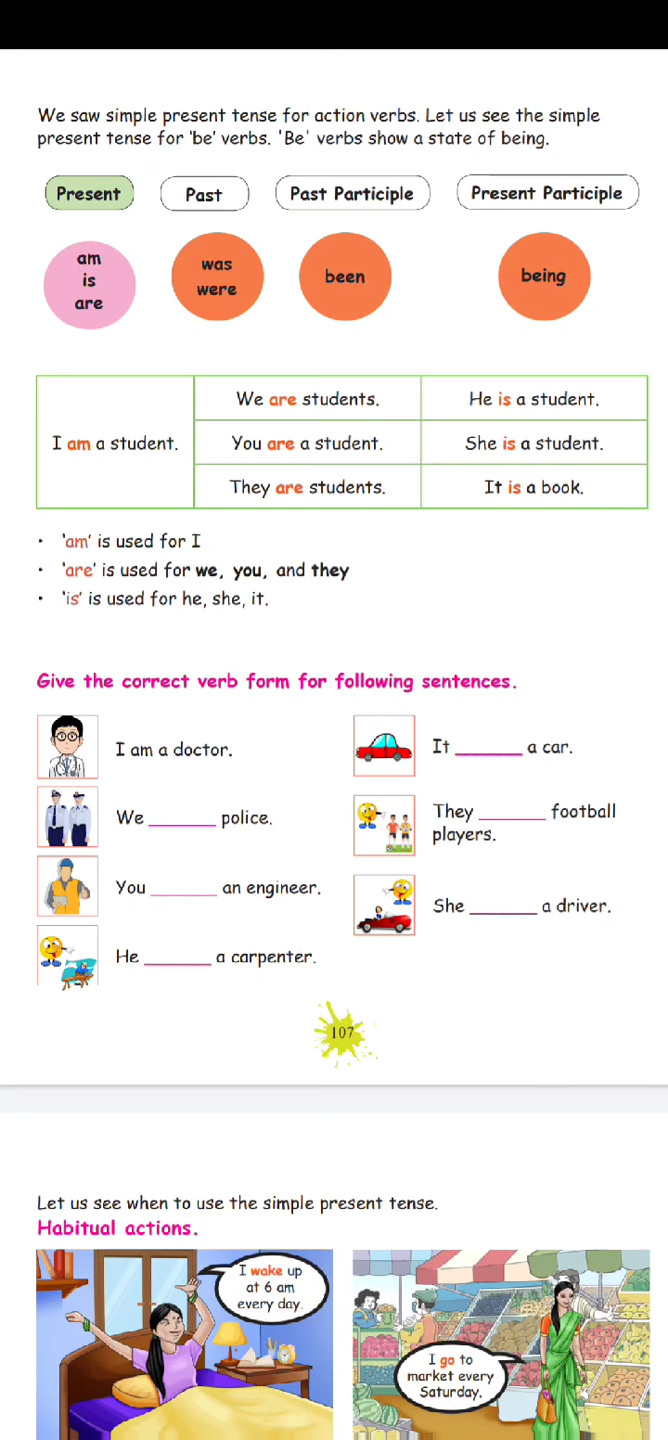 We saw simple present tense for action verbs. Let us see the simple
present tense for 'be' verbs. 'Be' verbs show a state of being.
Present Past Past Participle Present Participle
am
is
are
was
were
been
being
I am a student.
We are students. He is a student.
You are a student. She is a student.
They are students. It is a book.
• 'am' is used for I
• 'are' is used for we, you, and they
• 'is' is used for he, she, it.
Give the correct verb form for following sentences.
I am a doctor.
We ______ police.
You ______ an engineer.
He ______ a carpenter.
It ______ a car.
They ______ football
players.
She ______ a driver.
107
Let us see when to use the simple present tense.
Habitual actions.
I wake up
at 6 am
every day.
I go to
market every
Saturday.